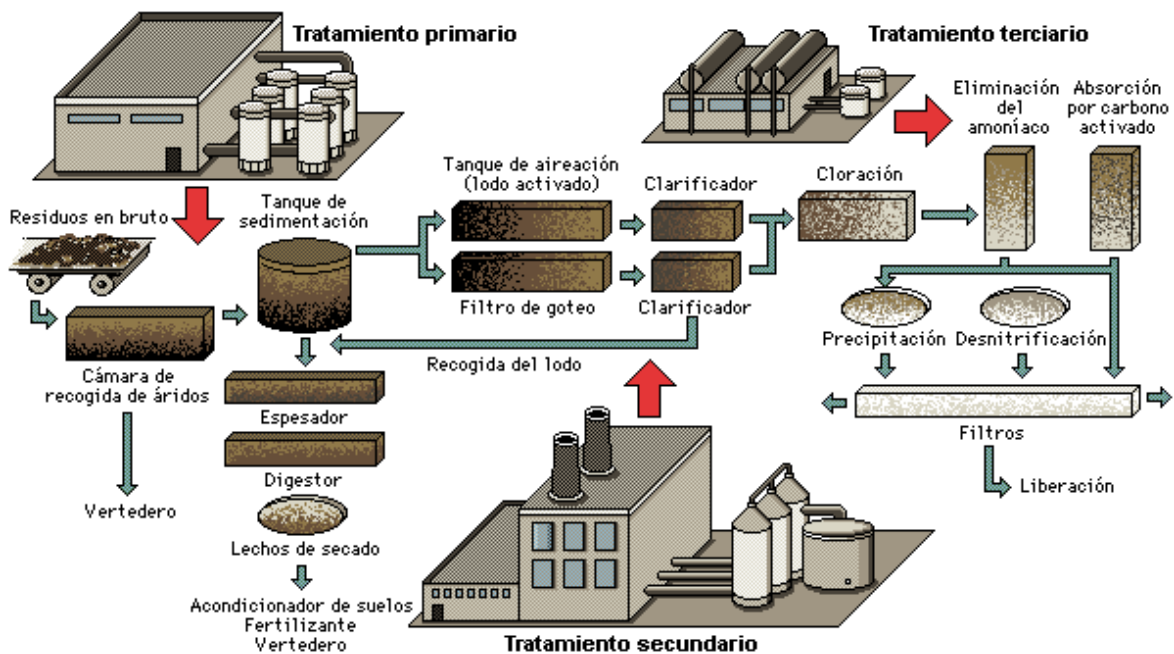 Tratamiento primario
Tratamiento terciario
Eliminación
del
amoníaco
Absorción
por carbono
activado
Residuos en bruto
Tanque de
sedimentación
Tanque de aireación
(lodo activado)
Clarificador
Cloración
Filtro de goteo
Clarificador
Cámara de
recogida de áridos
Vertedero
Recogida del lodo
Espesador
Digestor
Lechos de secado
Acondicionador de suelos
Fertilizante
Vertedero
Precipitación
Desnitrificación
Filtros
Liberación
Tratamiento secundario